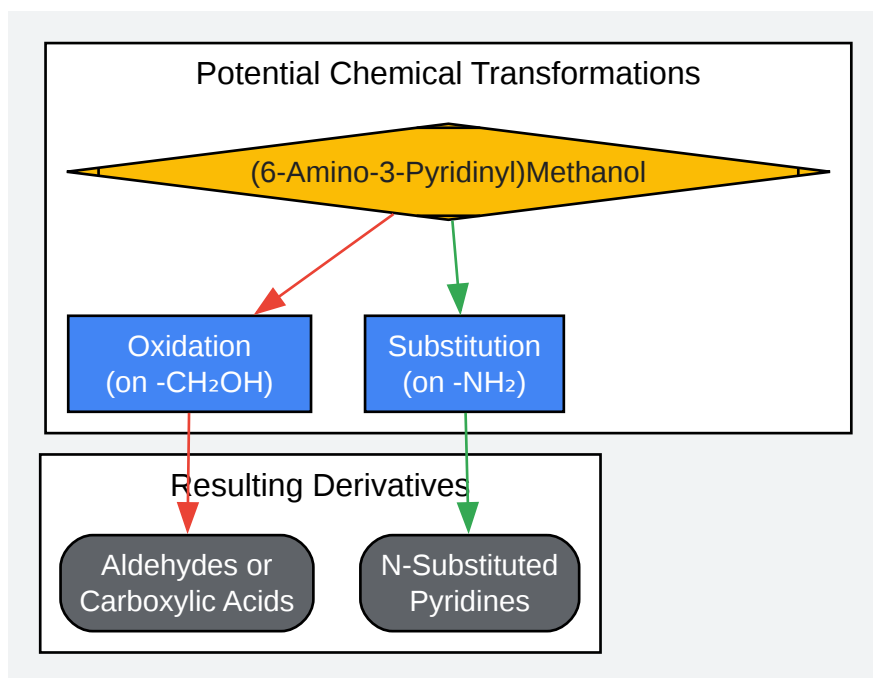 Potential Chemical Transformations
(6-Amino-3-Pyridinyl)Methanol
Oxidation
(on -CH₂OH)
Substitution
(on -NH₂)
Resulting Derivatives
Aldehydes or
Carboxylic Acids
N-Substituted
Pyridines